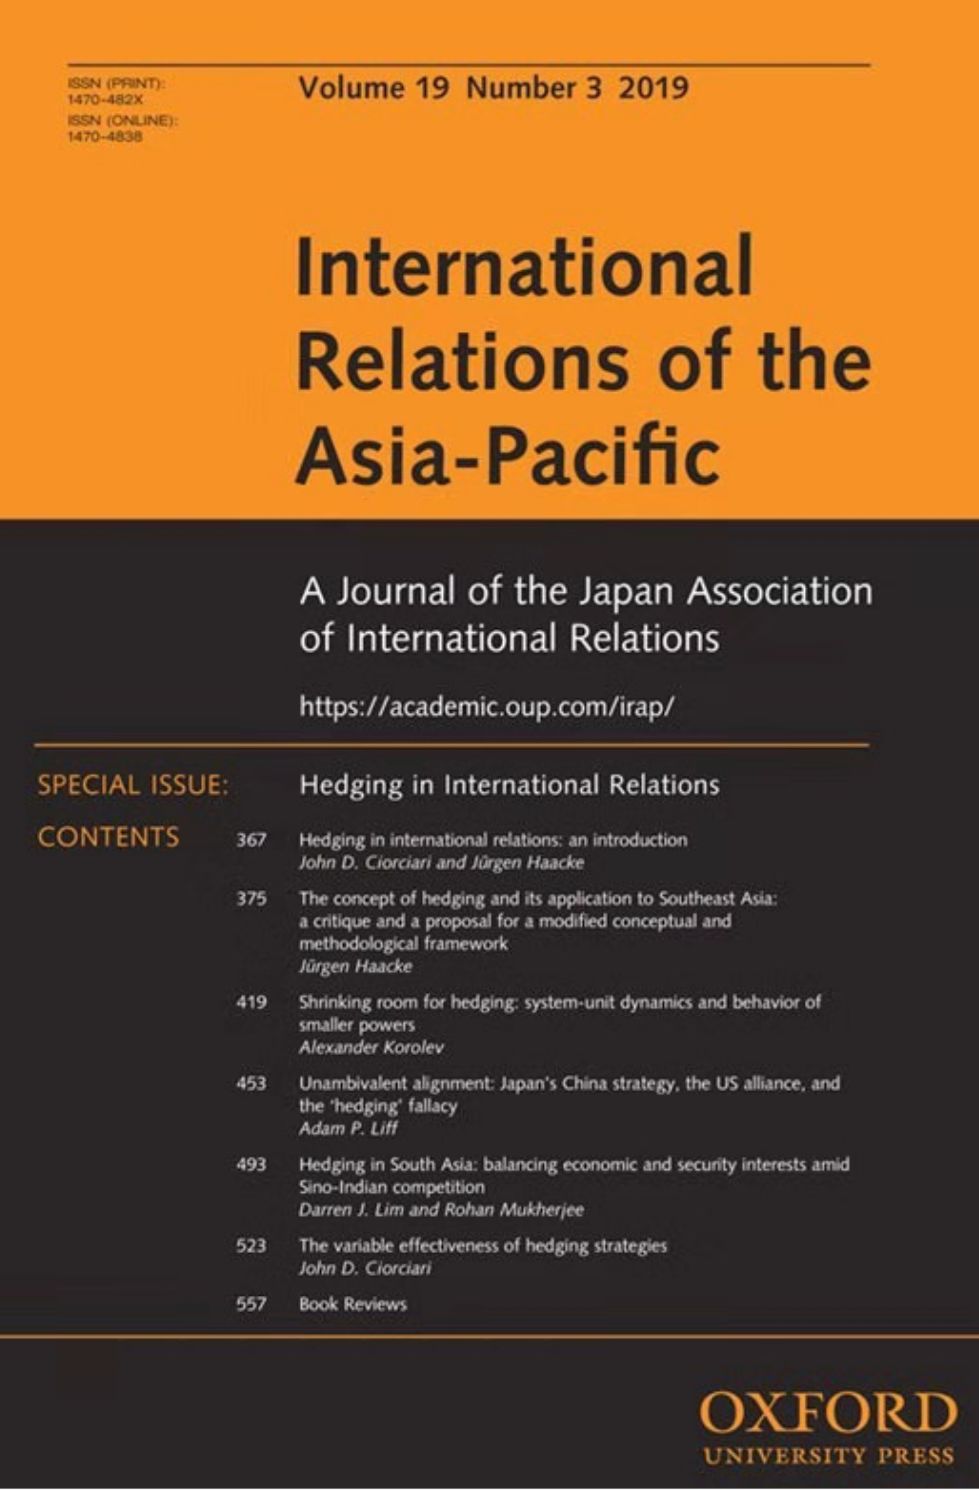 ISSN (PRINT):
1470-482X
ISSN (ONLINE):
1470-4838
Volume 19 Number 3 2019
International
Relations of the
Asia-Pacific
A Journal of the Japan Association
of International Relations
https://academic.oup.com/irap/
SPECIAL ISSUE: Hedging in International Relations
CONTENTS
367 Hedging in international relations: an introduction
John D. Ciorciari and Jürgen Haacke
375 The concept of hedging and its application to Southeast Asia:
a critique and a proposal for a modified conceptual and
methodological framework
Jürgen Haacke
419 Shrinking room for hedging: system-unit dynamics and behavior of
smaller powers
Alexander Korolev
453 Unambivalent alignment: Japan's China strategy, the US alliance, and
the 'hedging' fallacy
Adam P. Liff
493 Hedging in South Asia: balancing economic and security interests amid
Sino-Indian competition
Darren J. Lim and Rohan Mukherjee
523 The variable effectiveness of hedging strategies
John D. Ciorciari
557 Book Reviews
OXFORD
UNIVERSITY PRESS